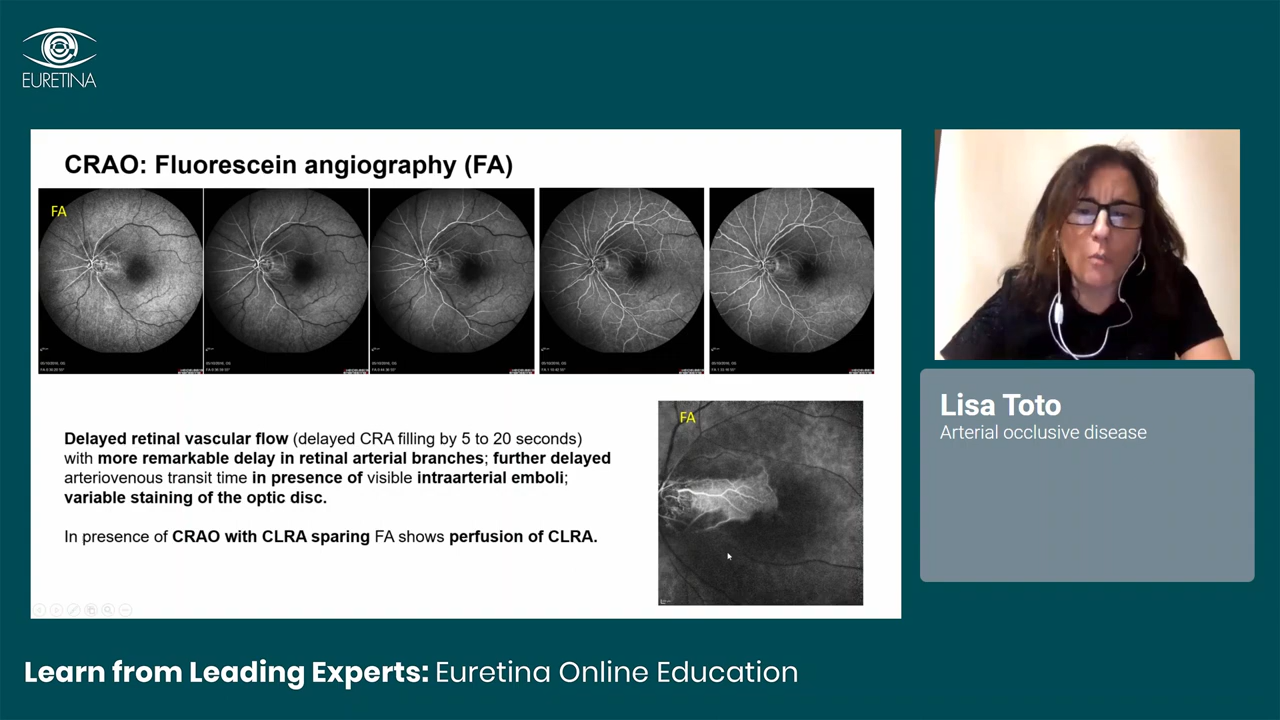 EURETINA
CRAO: Fluorescein angiography (FA)
FA
FA
Delayed retinal vascular flow (delayed CRA filling by 5 to 20 seconds)
with more remarkable delay in retinal arterial branches; further delayed
arteriovenous transit time in presence of visible intraarterial emboli;
variable staining of the optic disc.
In presence of CRAO with CLRA sparing FA shows perfusion of CLRA.
Lisa Toto
Arterial occlusive disease
Learn from Leading Experts: Euretina Online Education